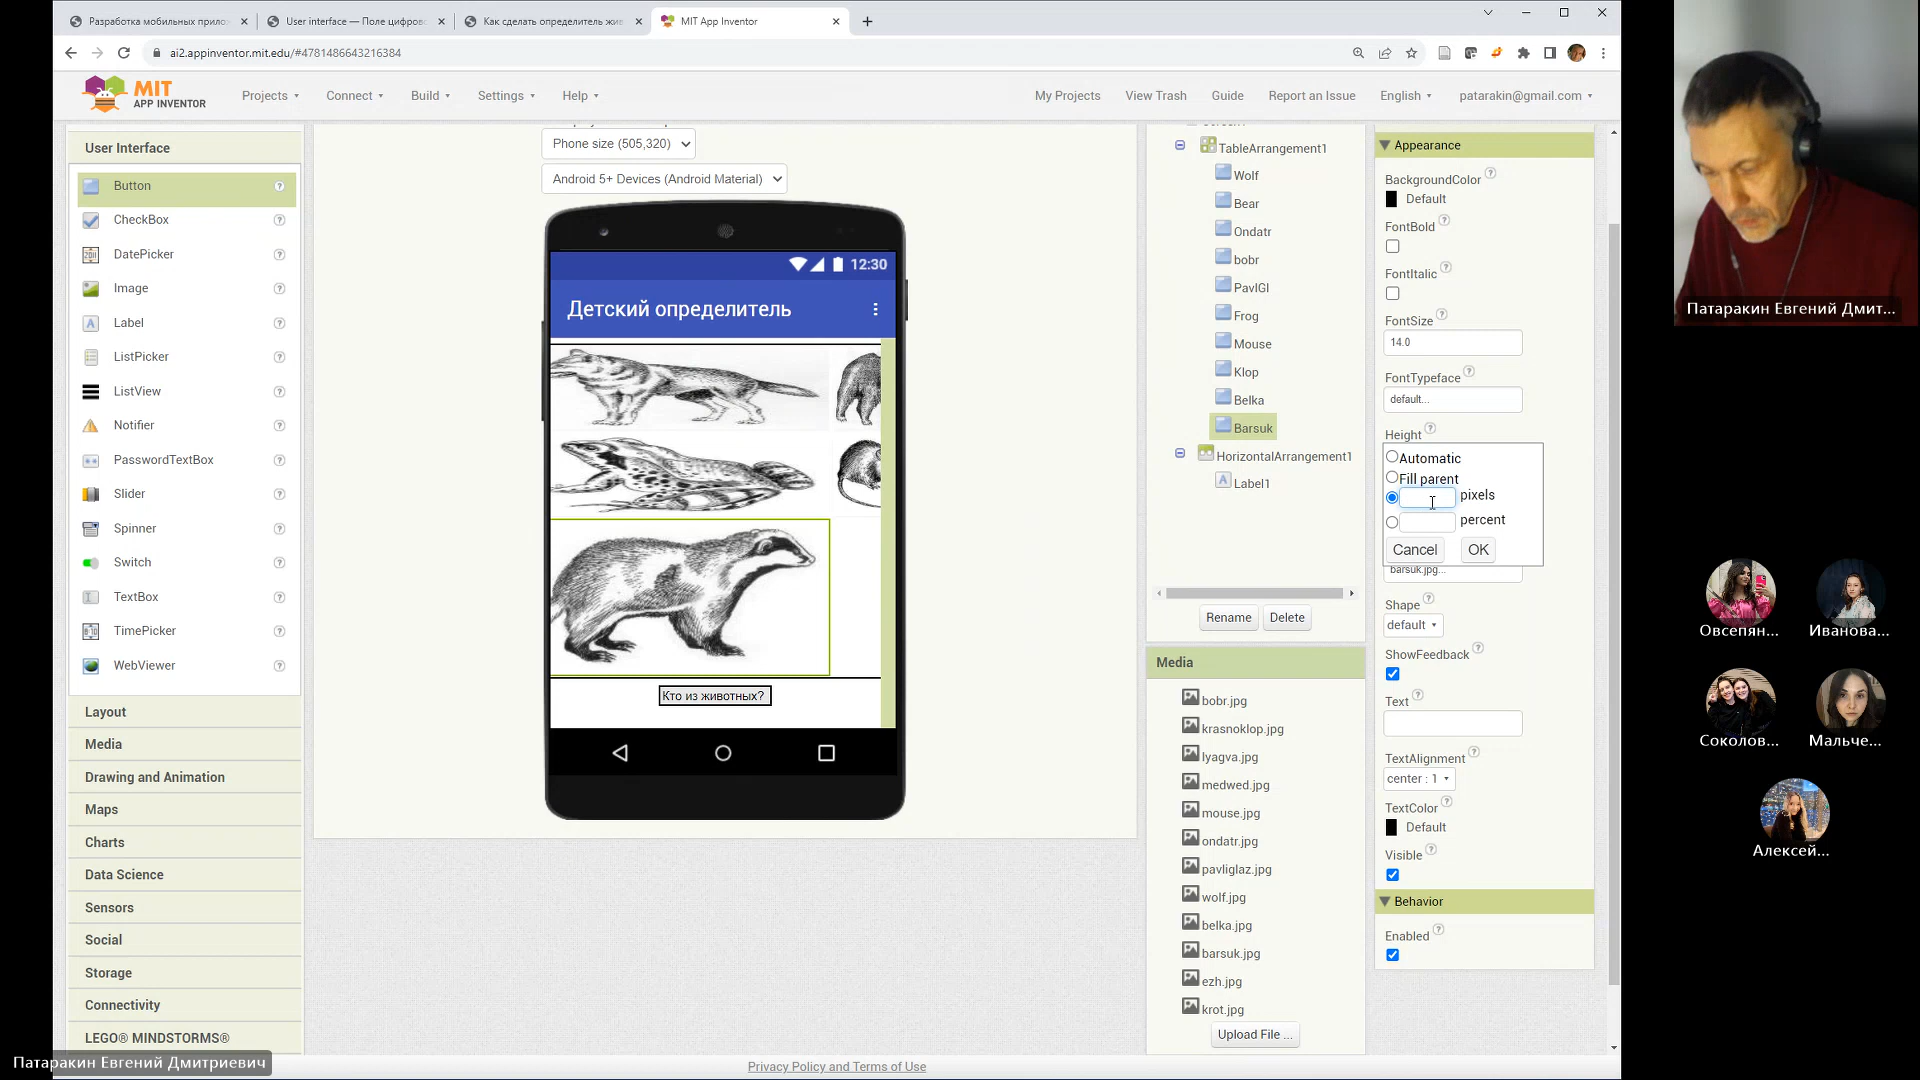 Разработка мобильных прило
User interface — Поле цифрово
Как сделать определитель жив
MIT App Inventor
ai2.appinventor.mit.edu/#4781486643216384
MIT
APP INVENTOR
Projects
Connect
Build
Settings
Help
My Projects
View Trash
Guide
Report an Issue
English
patarakin@gmail.com
User Interface
Button
CheckBox
DatePicker
Image
Label
ListPicker
ListView
Notifier
PasswordTextBox
Slider
Spinner
Switch
TextBox
TimePicker
WebViewer
Layout
Media
Drawing and Animation
Maps
Charts
Data Science
Sensors
Social
Storage
Connectivity
LEGO® MINDSTORMS®
Phone size (505,320)
Android 5+ Devices (Android Material)
12:30
Детский определитель
Кто из животных?
TableArrangement1
Wolf
Bear
Ondatr
bobr
PavlGl
Frog
Mouse
Klop
Belka
Barsuk
HorizontalArrangement1
Label1
Rename
Delete
Media
bobr.jpg
krasnoklop.jpg
lyagva.jpg
medwed.jpg
mouse.jpg
ondatr.jpg
pavliglaz.jpg
wolf.jpg
belka.jpg
barsuk.jpg
ezh.jpg
krot.jpg
Upload File ...
Appearance
BackgroundColor
Default
FontBold
FontItalic
FontSize
14.0
FontTypeface
default...
Height
Automatic
Fill parent
pixels
percent
Cancel
OK
barsuk.jpg...
Shape
default
ShowFeedback
Text
TextAlignment
center : 1
TextColor
Default
Visible
Behavior
Enabled
Privacy Policy and Terms of Use
Патаракин Евгений Дмит...
Овсепян...
Иванова...
Соколов...
Мальче...
Алексей...
Патаракин Евгений Дмитриевич